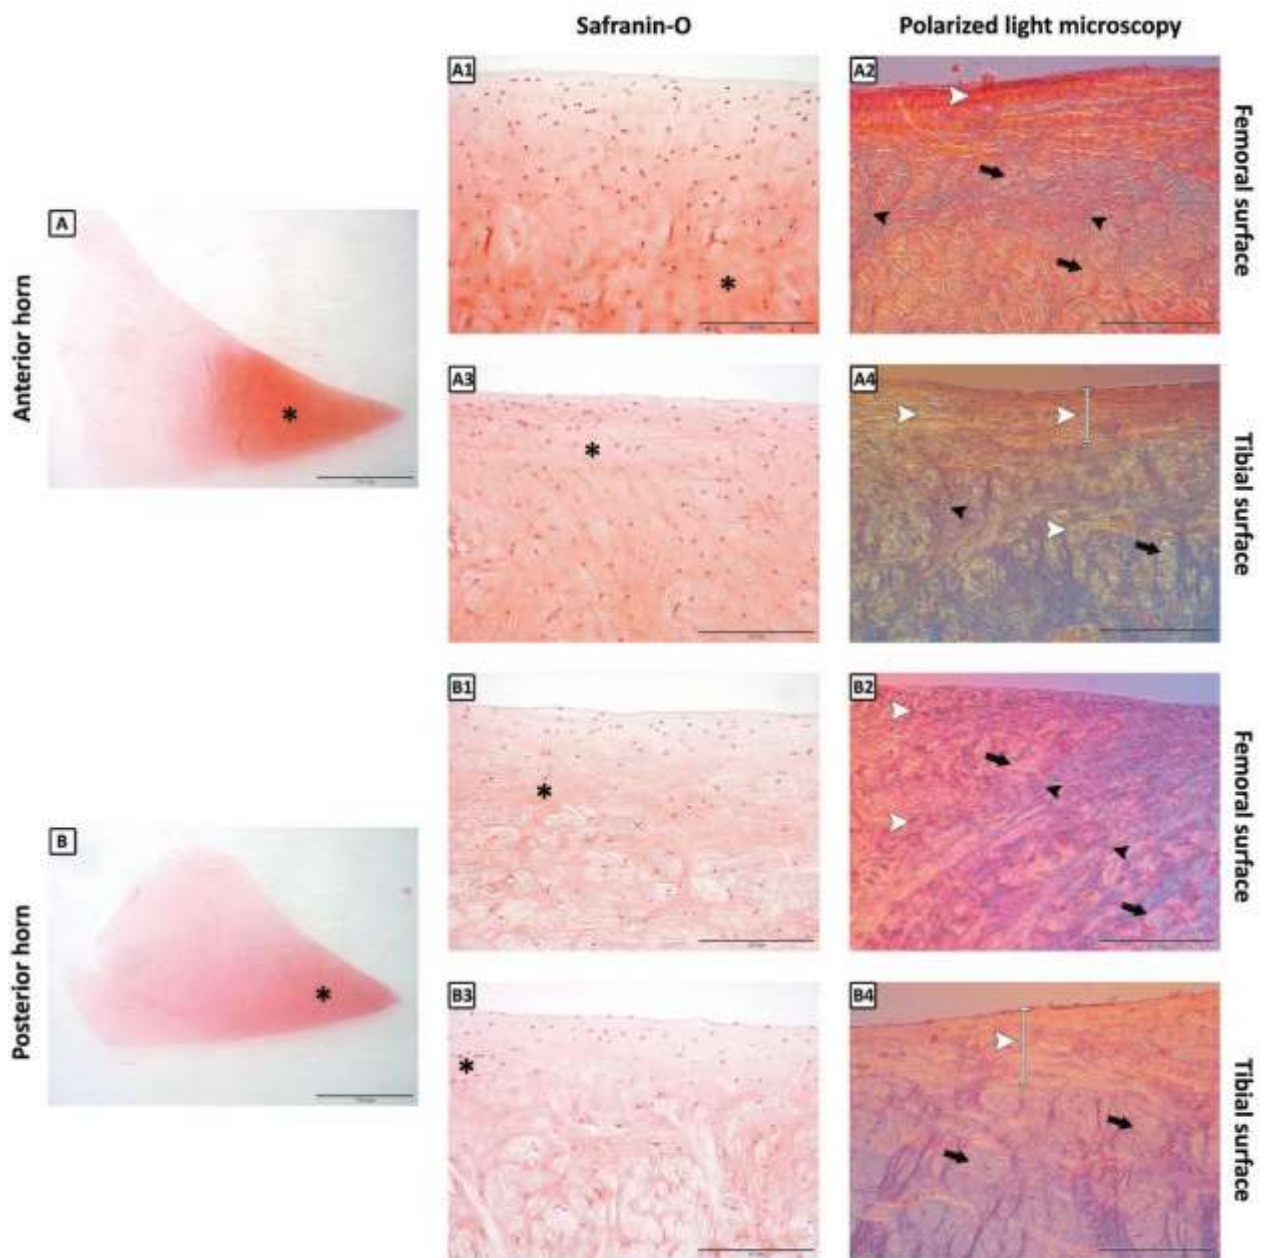 Safranin-O
Polarized light microscopy
A1
A2
Femoral surface
A
Anterior horn
A3
A4
Tibial surface
B1
B2
Femoral surface
B
Posterior horn
B3
B4
Tibial surface